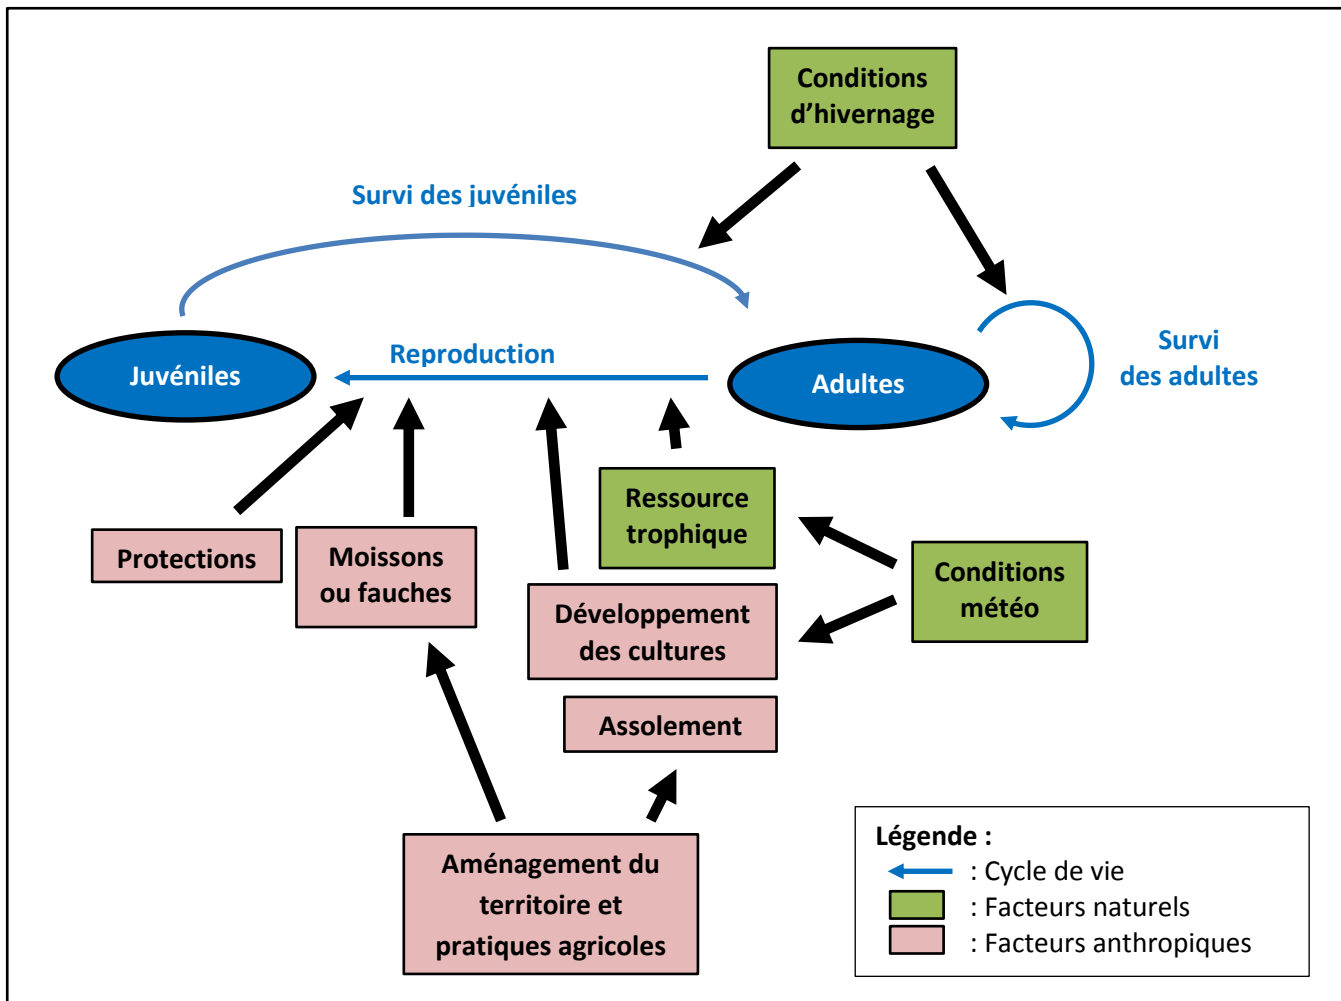 Conditions
d’hivernage
Survi des juvéniles
Reproduction
Juvéniles
Adultes
Survi
des adultes
Ressource
trophique
Protections
Moissons
ou fauches
Conditions
météo
Développement
des cultures
Assolement
Aménagement du
territoire et
pratiques agricoles
Légende :
: Cycle de vie
: Facteurs naturels
: Facteurs anthropiques